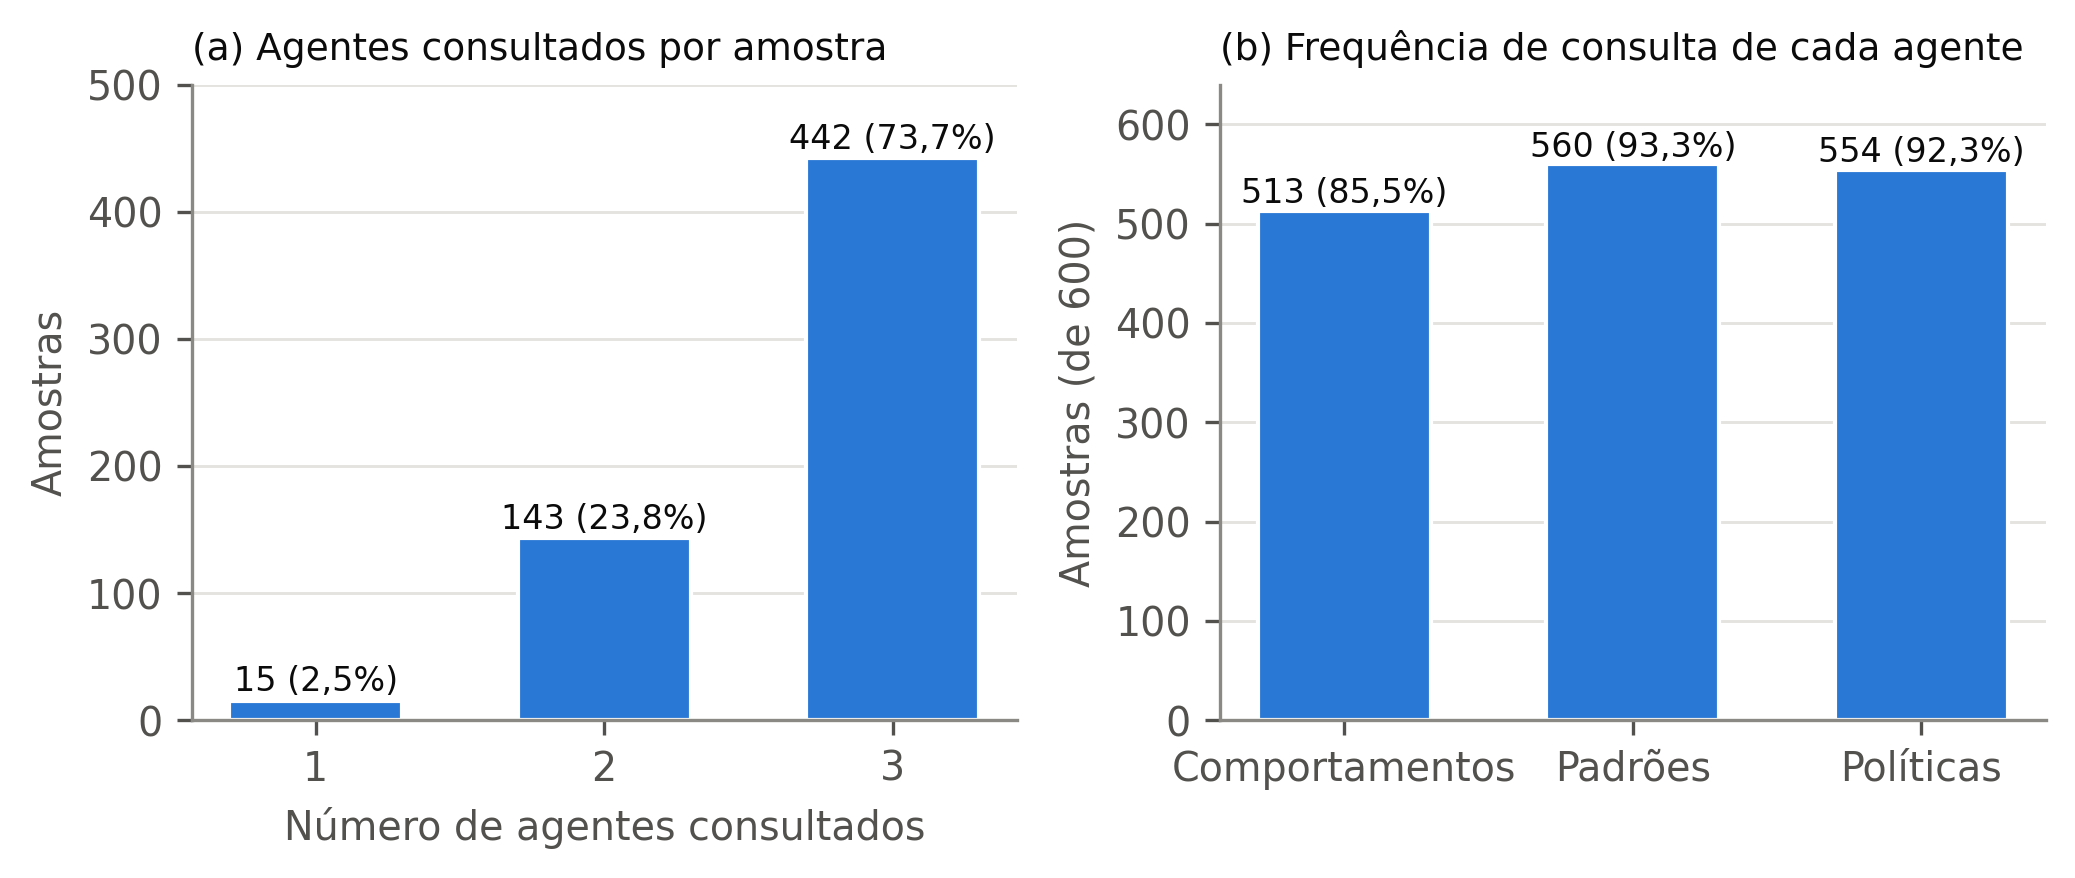 (a) Agentes consultados por amostra
500
400
300
200
100
0
Amostras
15 (2,5%)
143 (23,8%)
442 (73,7%)
1
2
3
Número de agentes consultados
(b) Frequência de consulta de cada agente
600
500
400
300
200
100
0
Amostras (de 600)
513 (85,5%)
560 (93,3%)
554 (92,3%)
Comportamentos
Padrões
Políticas